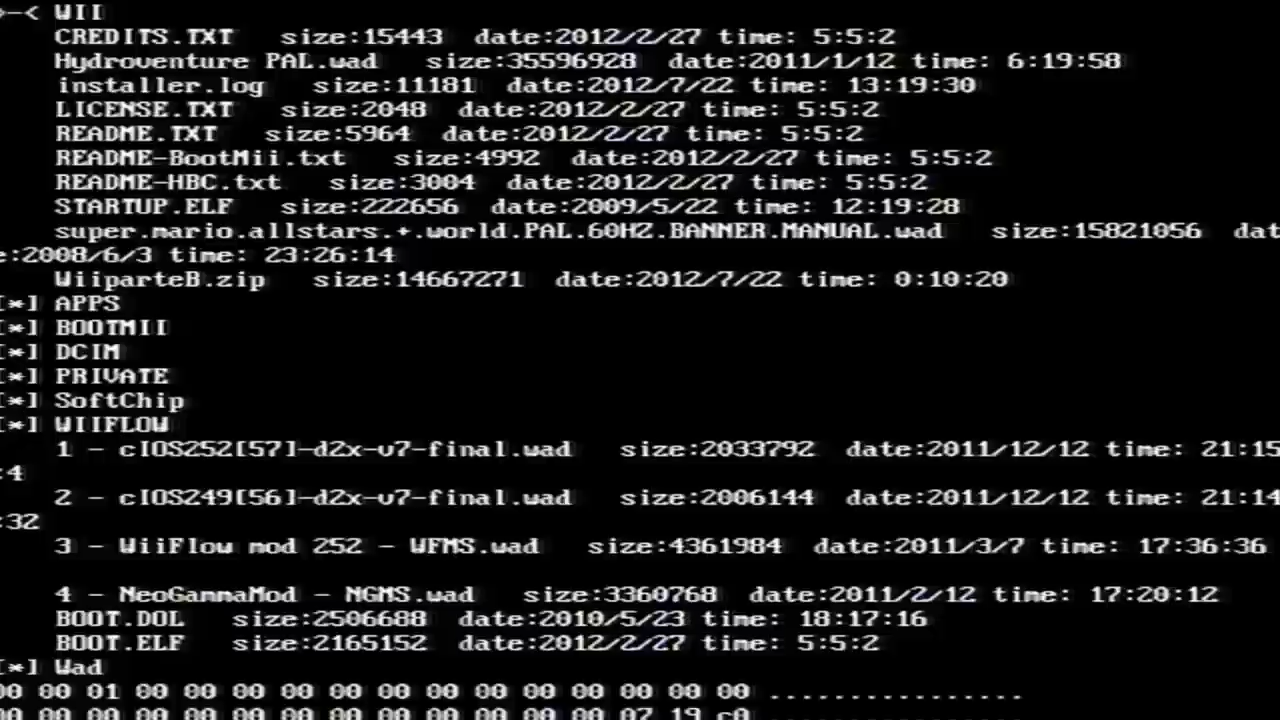 >-< WII
CREDITS.TXT size:15443 date:2012/2/27 time: 5:5:2
Hydroventure PAL.wad size:35596928 date:2011/1/12 time: 6:19:58
installer.log size:11181 date:2012/7/22 time: 13:19:30
LICENSE.TXT size:2048 date:2012/2/27 time: 5:5:2
README.TXT size:5964 date:2012/2/27 time: 5:5:2
README-BootMii.txt size:4992 date:2012/2/27 time: 5:5:2
README-HBC.txt size:3004 date:2012/2/27 time: 5:5:2
STARTUP.ELF size:222656 date:2009/5/22 time: 12:19:28
super.mario.allstars.+.world.PAL.60HZ.BANNER.MANUAL.wad size:15821056 dat
e:2008/6/3 time: 23:26:14
WiiparteB.zip size:14667271 date:2012/7/22 time: 0:10:20
[*] APPS
[*] BOOTMII
[*] DCIM
[*] PRIVATE
[*] SoftChip
[*] WIIFLOW
1 - cIOS252[57]-d2x-v7-final.wad size:2033792 date:2011/12/12 time: 21:15
:4
2 - cIOS249[56]-d2x-v7-final.wad size:2006144 date:2011/12/12 time: 21:14
:32
3 - WiiFlow mod 252 - WFMS.wad size:4361984 date:2011/3/7 time: 17:36:36
4 - NeoGammaMod - NGMS.wad size:3360768 date:2011/2/12 time: 17:20:12
BOOT.DOL size:2506688 date:2010/5/23 time: 18:17:16
BOOT.ELF size:2165152 date:2012/2/27 time: 5:5:2
[*] Wad
00 00 01 00 00 00 00 00 00 00 00 00 00 00 00 00 ................
00 00 00 00 00 00 00 00 00 00 00 00 00 07 19 c0 ................